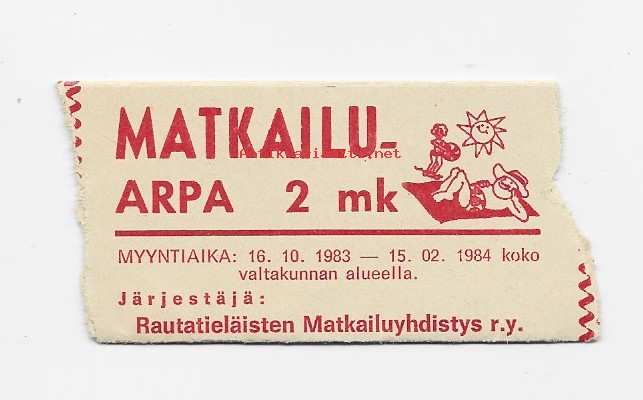 MATKAILU-
ARPA 2 mk
MYYNTIAIKA: 16. 10. 1983 — 15. 02. 1984 koko
valtakunnan alueella.
Järjestäjä:
Rautatieläisten Matkailuyhdistys r.y.